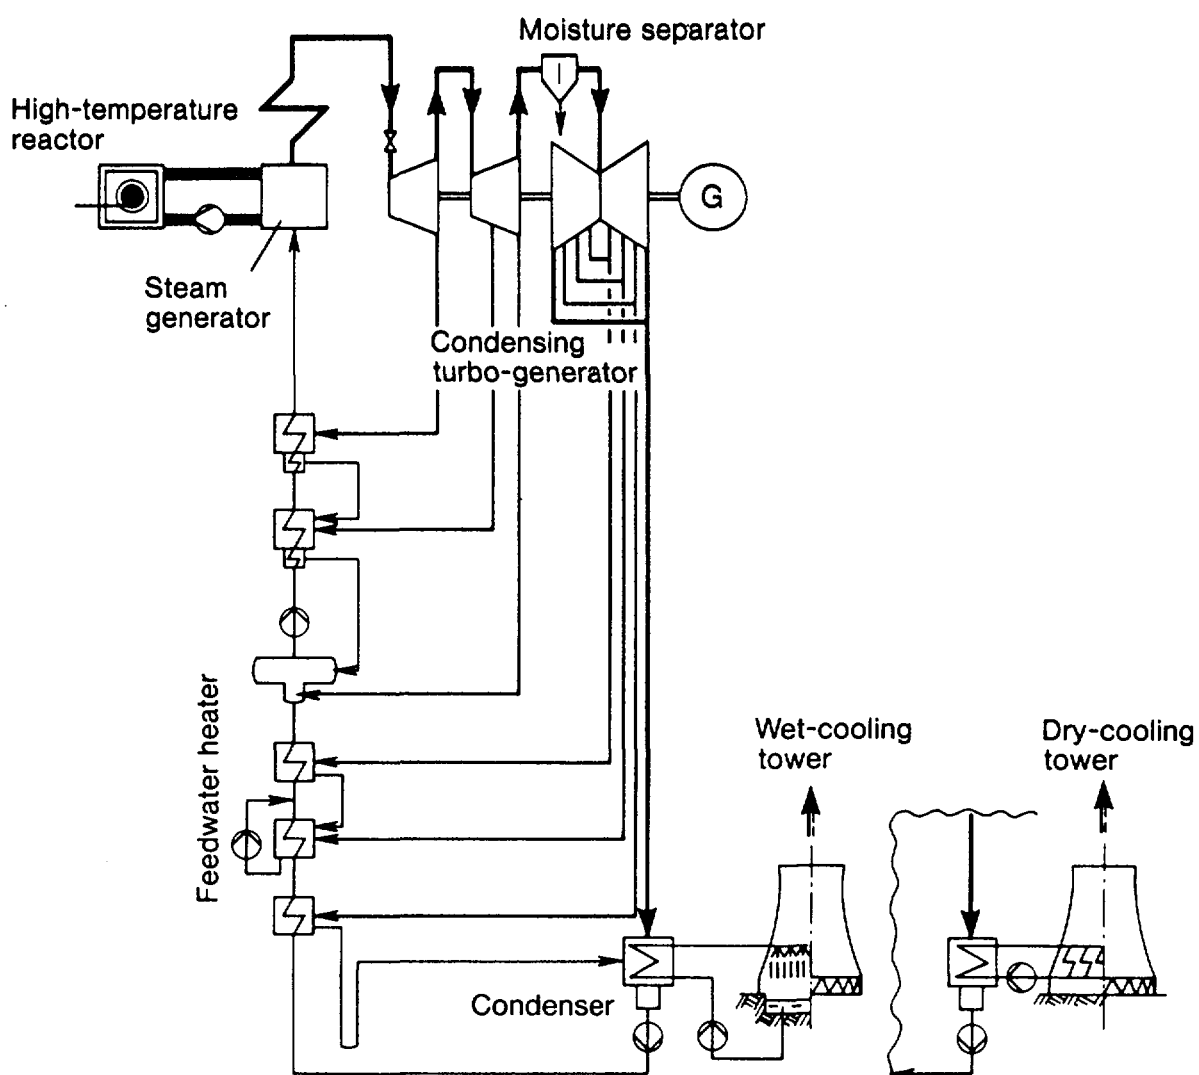 Moisture separator
High-temperature
reactor
G
Steam
generator
Condensing
turbo-generator
Feedwater heater
Wet-cooling
tower
Dry-cooling
tower
Condenser